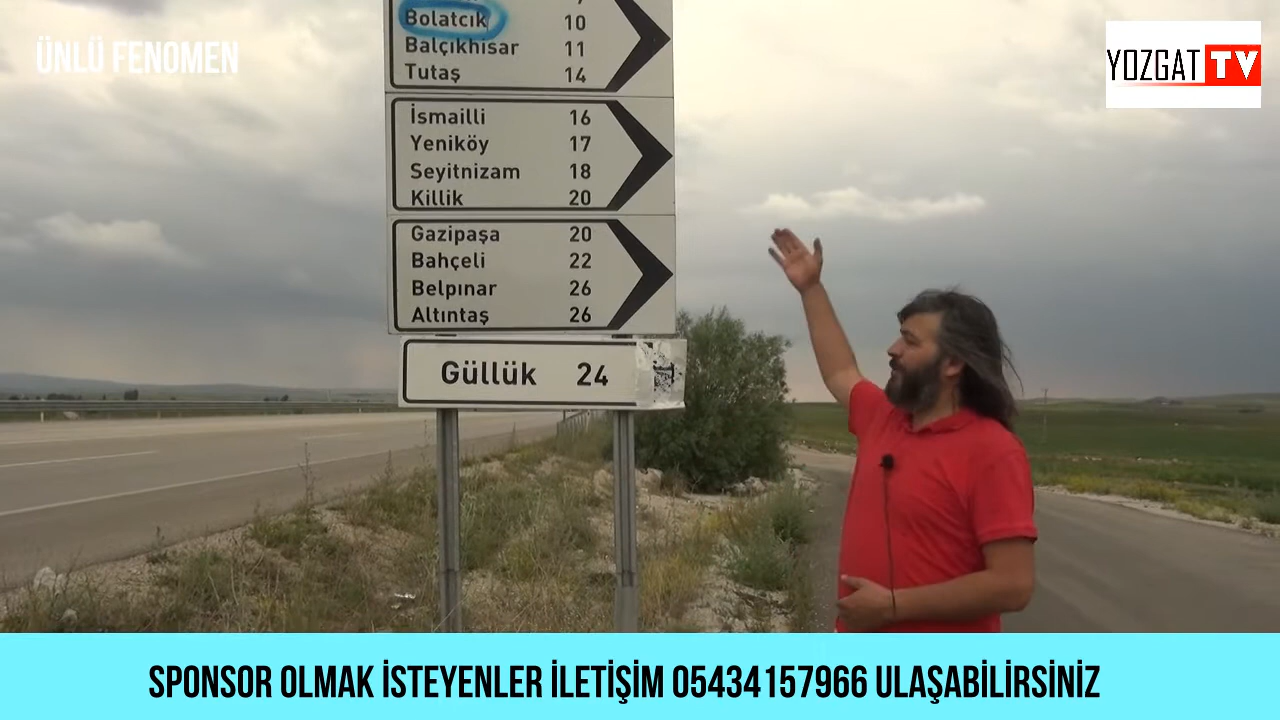 ÜNLÜ FENOMEN
YOZGAT TV
Bolatcık 10
Balçıkhisar 11
Tutaş 14
İsmailli 16
Yeniköy 17
Seyitnizam 18
Killik 20
Gazipaşa 20
Bahçeli 22
Belpınar 26
Altıntaş 26
Güllük 24
SPONSOR OLMAK İSTEYENLER İLETİŞİM 05434157966 ULAŞABİLİRSİNİZ